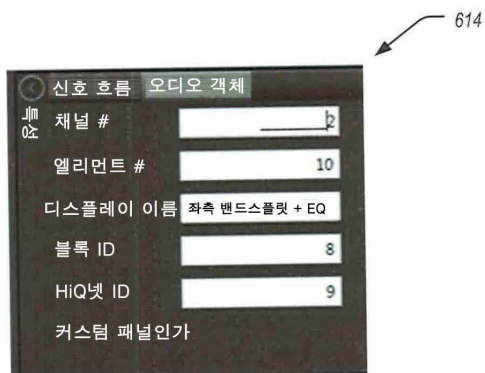 614
신호 흐름 오디오 객체
특성
채널 # 2
엘리먼트 # 10
디스플레이 이름 좌측 밴드스플릿 + EQ
블록 ID 8
HiQ넷 ID 9
커스텀 패널인가